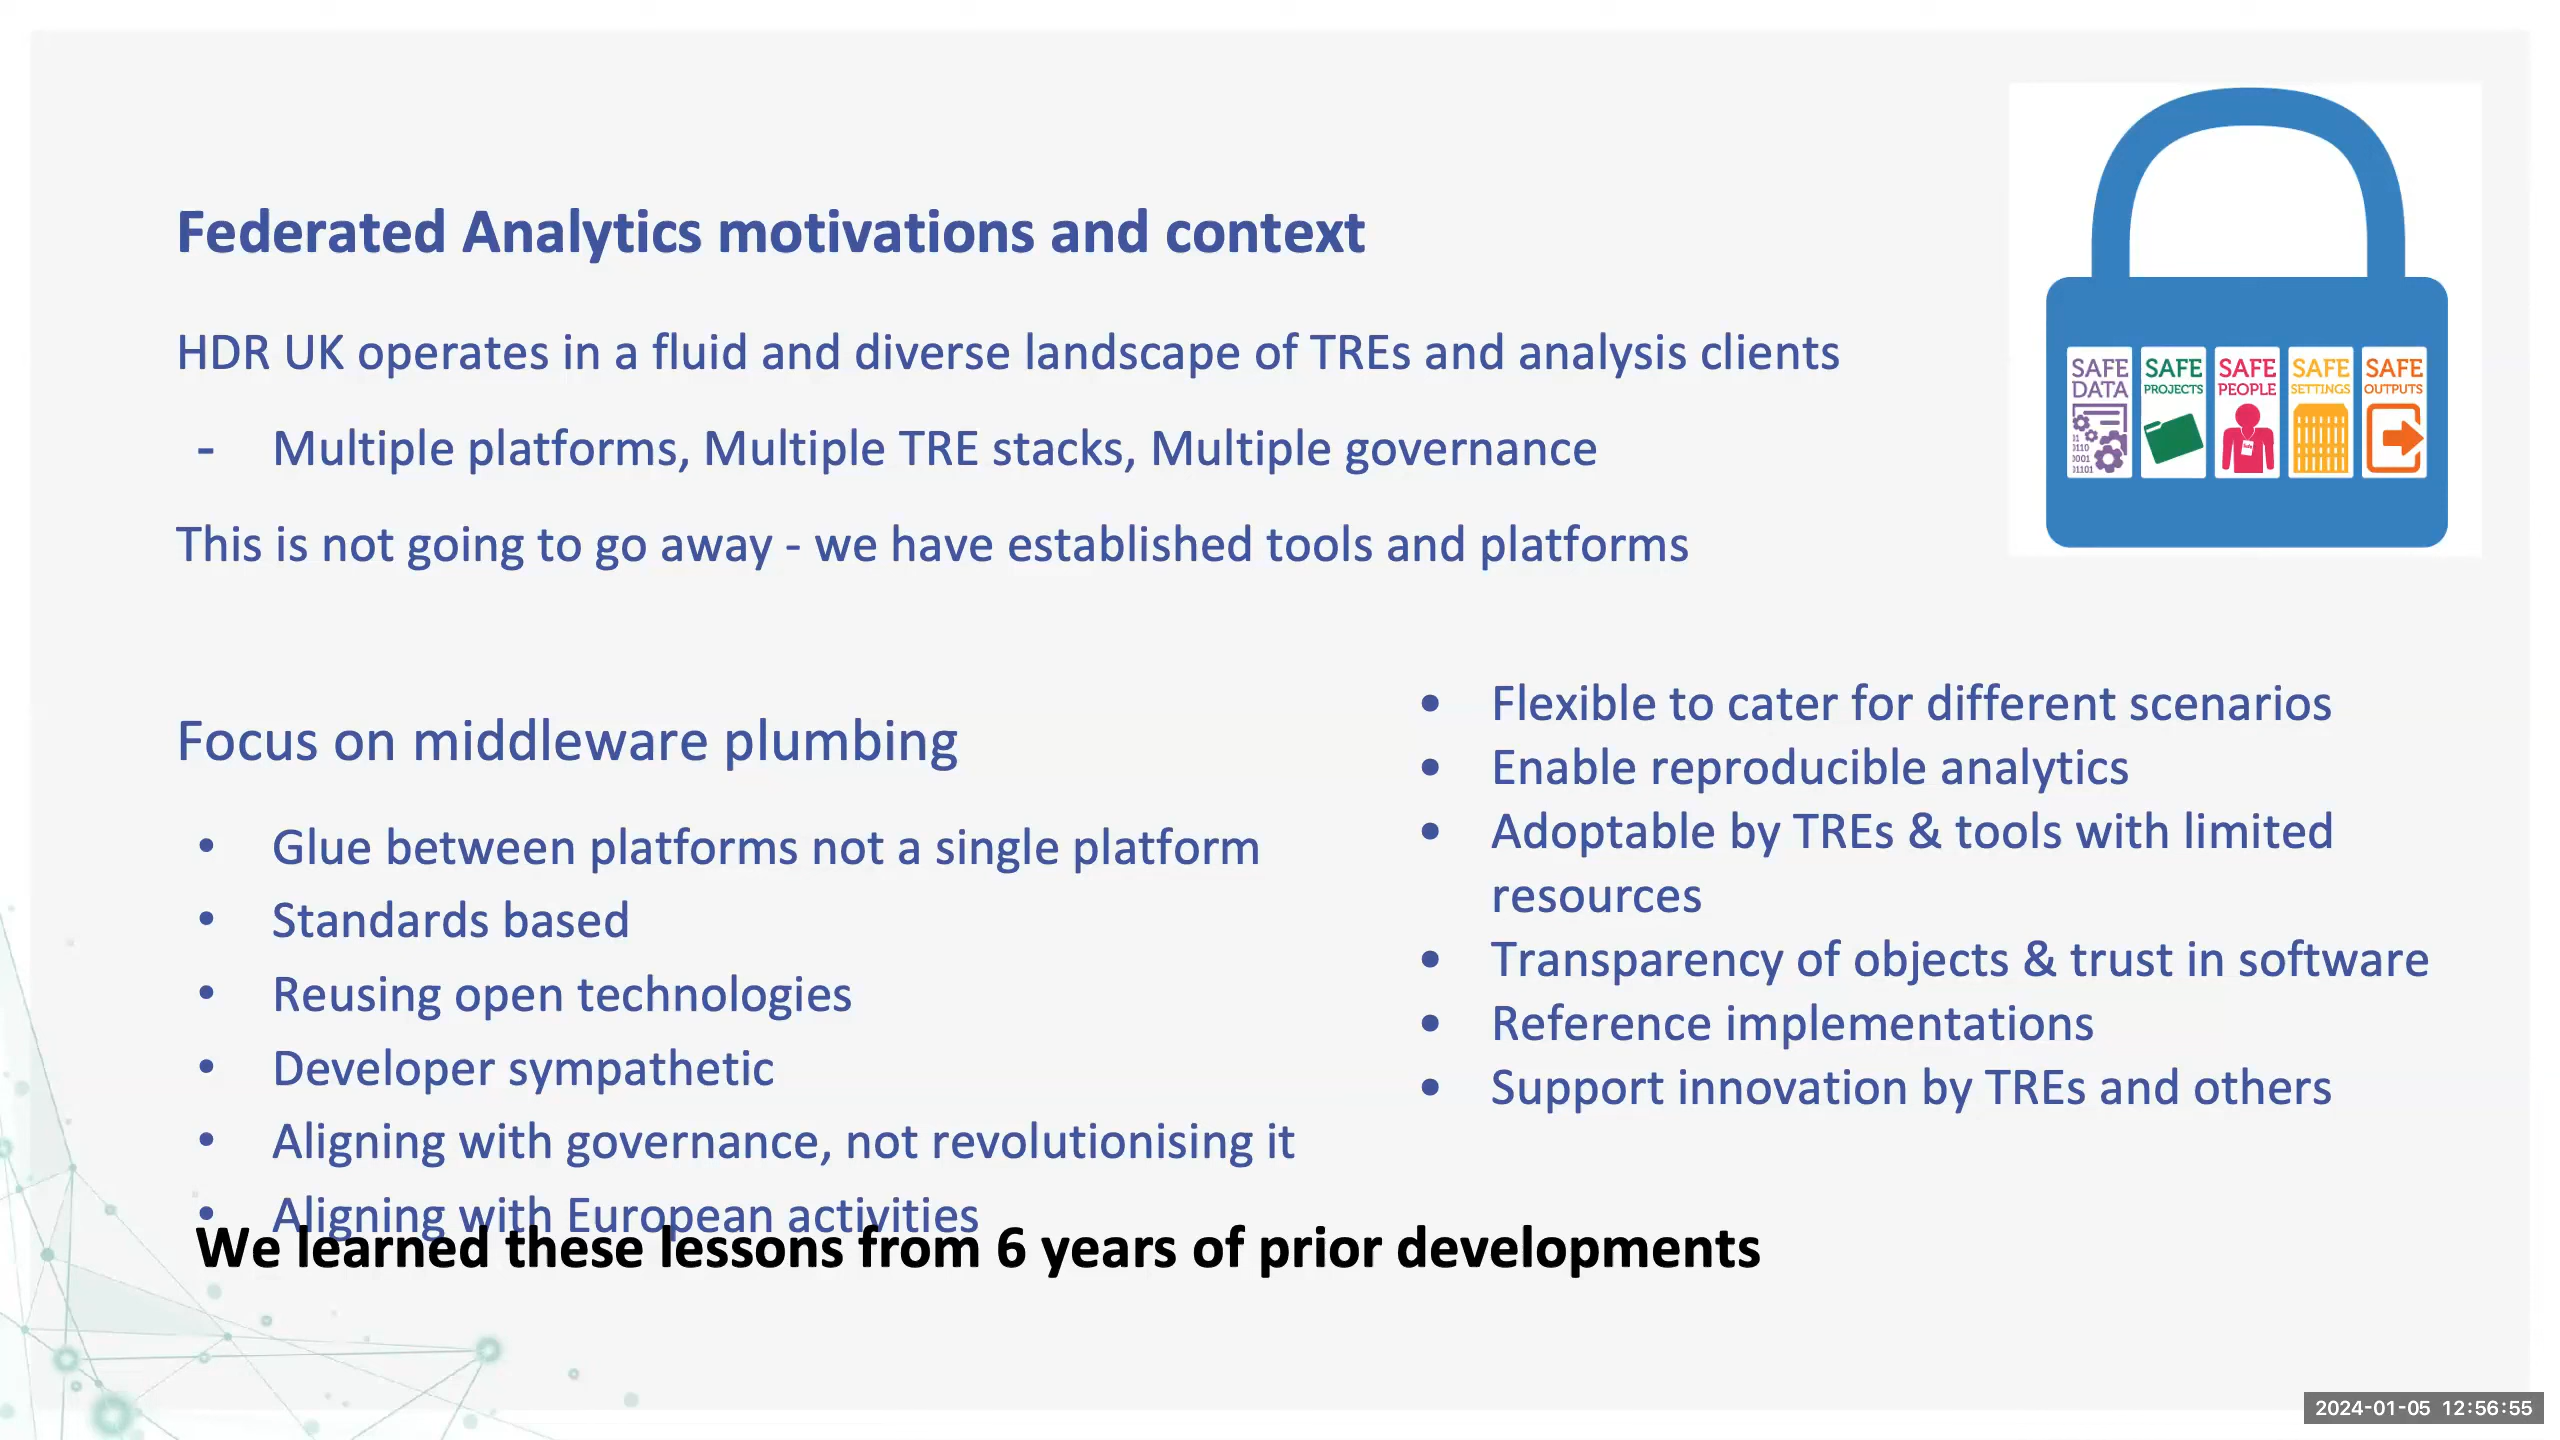 Federated Analytics motivations and context
HDR UK operates in a fluid and diverse landscape of TREs and analysis clients
- Multiple platforms, Multiple TRE stacks, Multiple governance
This is not going to go away - we have established tools and platforms
SAFE DATA
SAFE PROJECTS
SAFE PEOPLE
SAFE SETTINGS
SAFE OUTPUTS
Focus on middleware plumbing
• Glue between platforms not a single platform
• Standards based
• Reusing open technologies
• Developer sympathetic
• Aligning with governance, not revolutionising it
• Aligning with European activities
• Flexible to cater for different scenarios
• Enable reproducible analytics
• Adoptable by TREs & tools with limited
resources
• Transparency of objects & trust in software
• Reference implementations
• Support innovation by TREs and others
We learned these lessons from 6 years of prior developments
2024-01-05 12:56:55